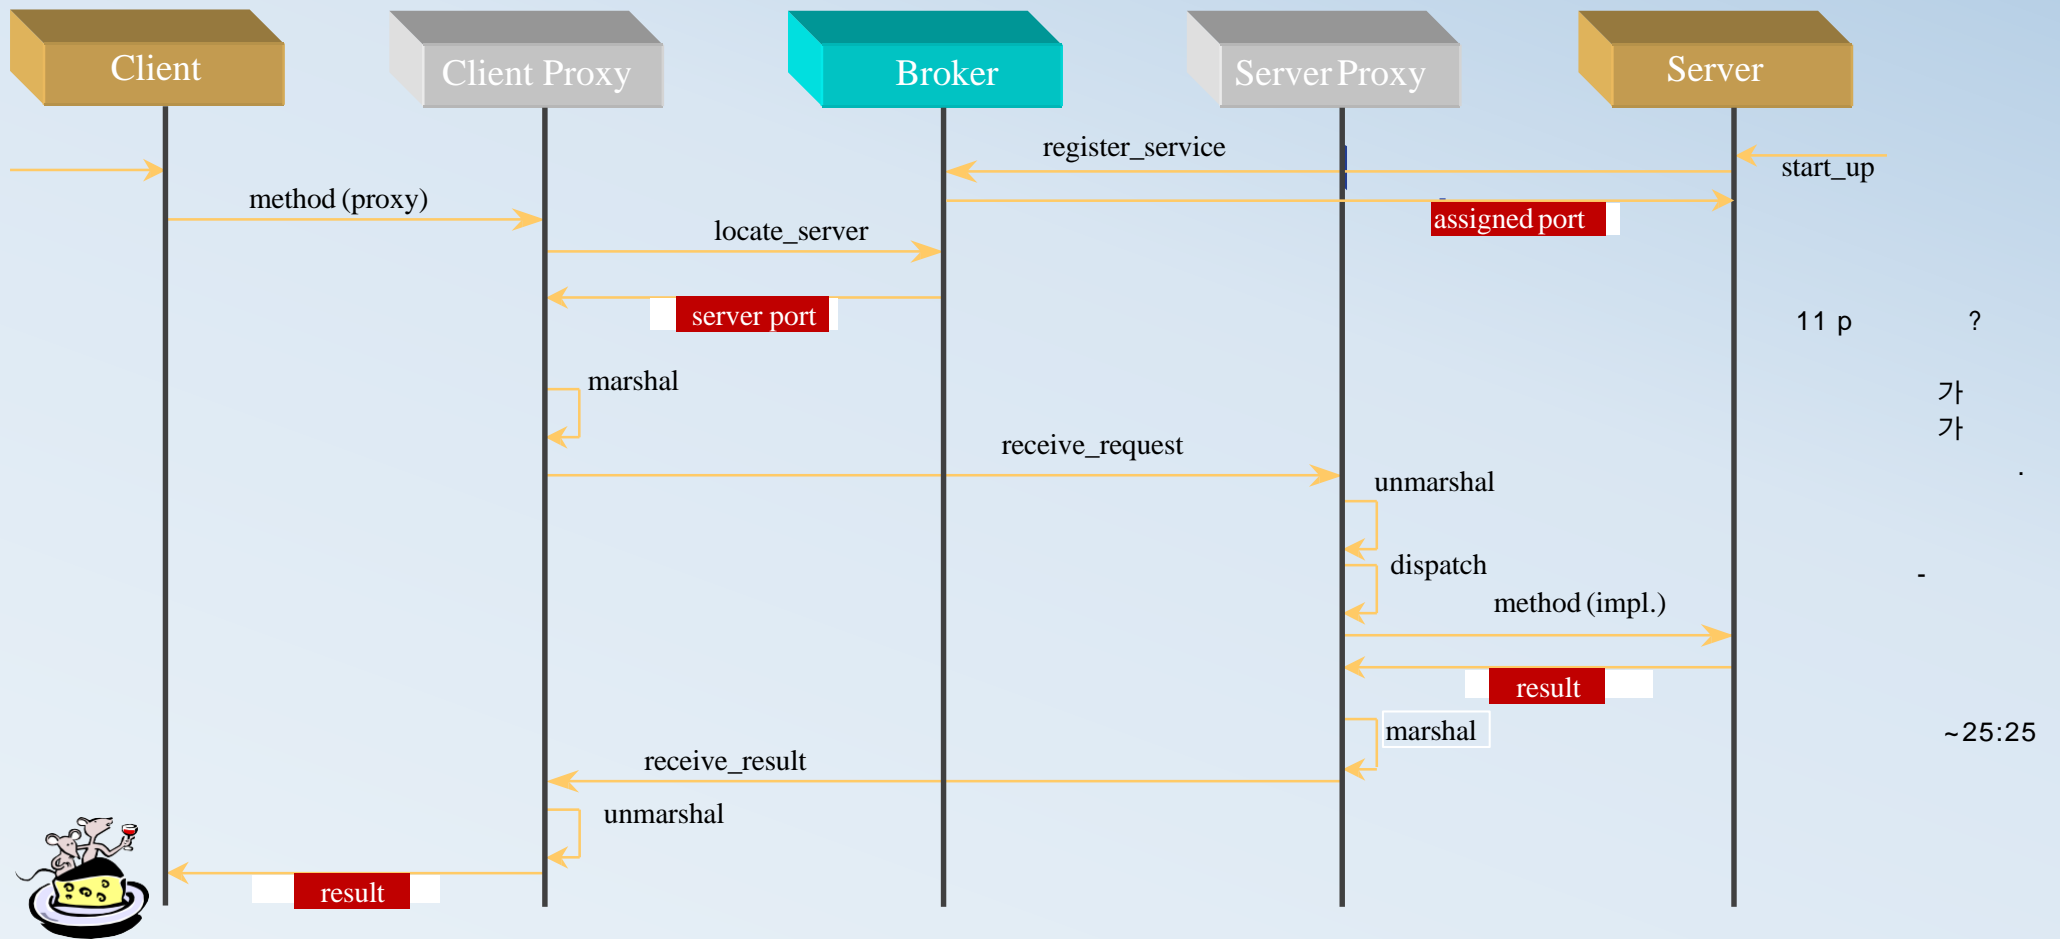 Client
Client Proxy
Broker
Server Proxy
Server
register_service
start_up
method (proxy)
assigned port
locate_server
server port
11 p ?
marshal
가
가
receive_request
.
unmarshal
dispatch
-
method (impl.)
result
marshal
~25:25
receive_result
unmarshal
result